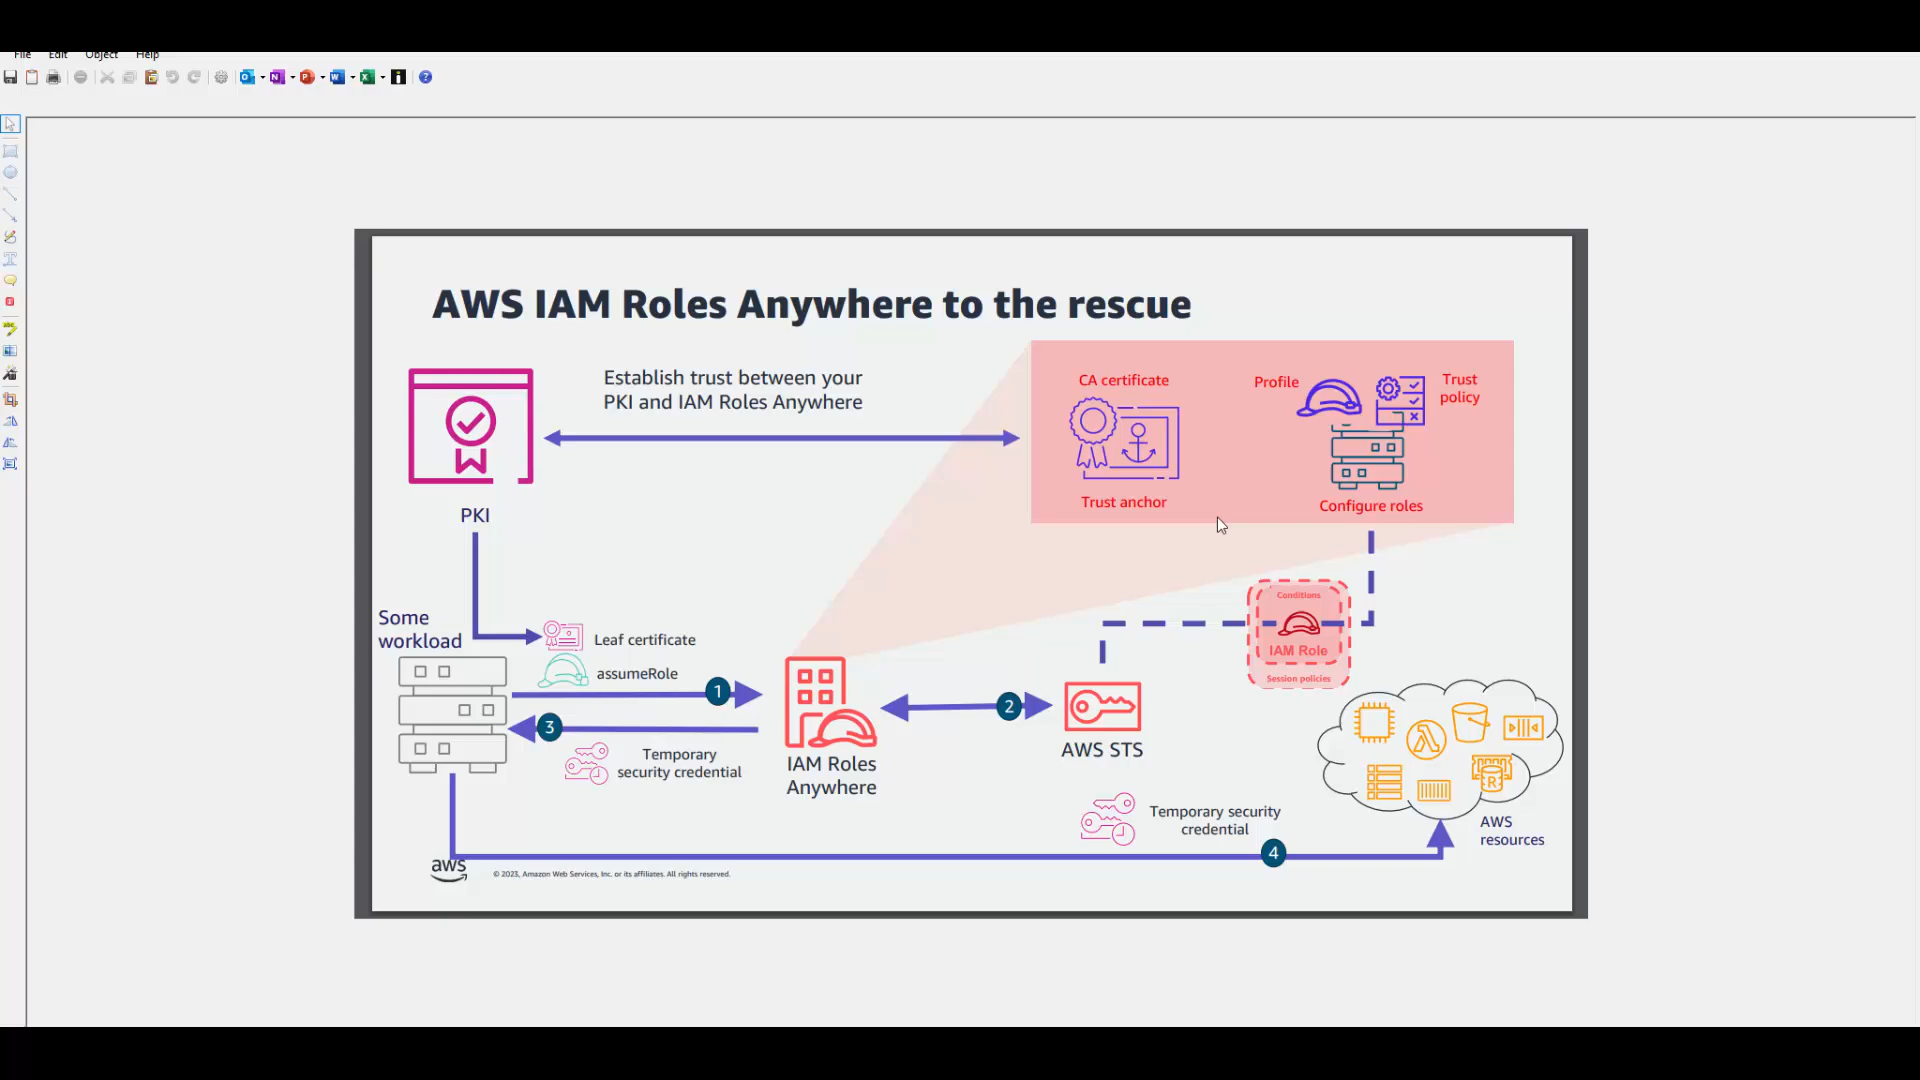 File Edit Object Help
AWS IAM Roles Anywhere to the rescue
Establish trust between your
PKI and IAM Roles Anywhere
CA certificate
Trust anchor
Profile
Trust
policy
Configure roles
PKI
Some
workload
Leaf certificate
assumeRole
1
3
Temporary
security credential
IAM Roles
Anywhere
2
AWS STS
Conditions
IAM Role
Session policies
R
AWS
resources
Temporary security
credential
4
aws
© 2023, Amazon Web Services, Inc. or its affiliates. All rights reserved.